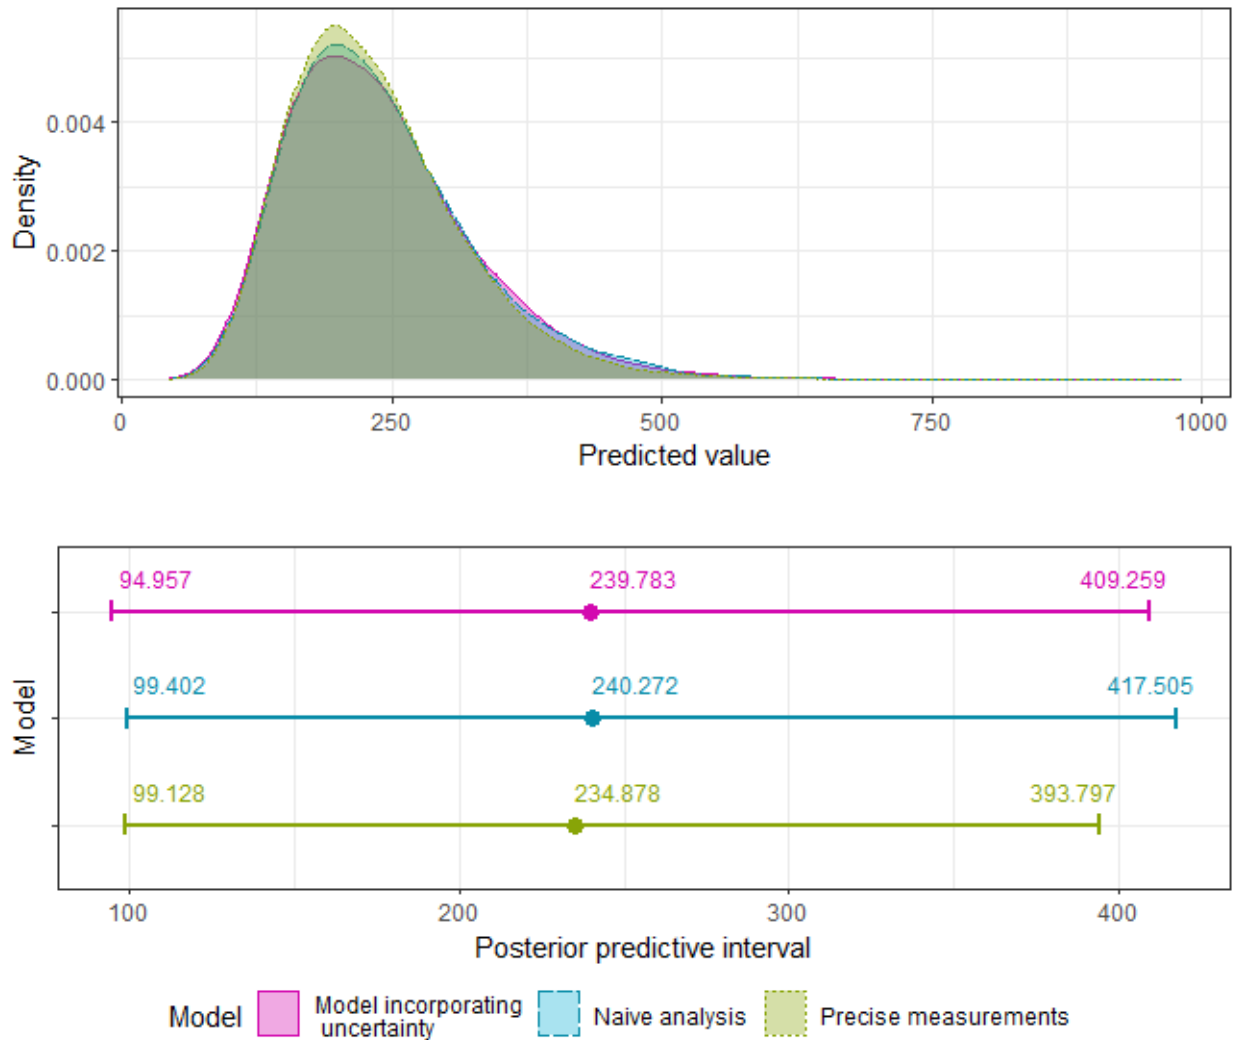 Density
0.004
0.002
0.000
0
250
500
750
1000
Predicted value
Model
94.957
239.783
409.259
99.402
240.272
417.505
99.128
234.878
393.797
100
200
300
400
Posterior predictive interval
Model
Model incorporating
uncertainty
Naive analysis
Precise measurements